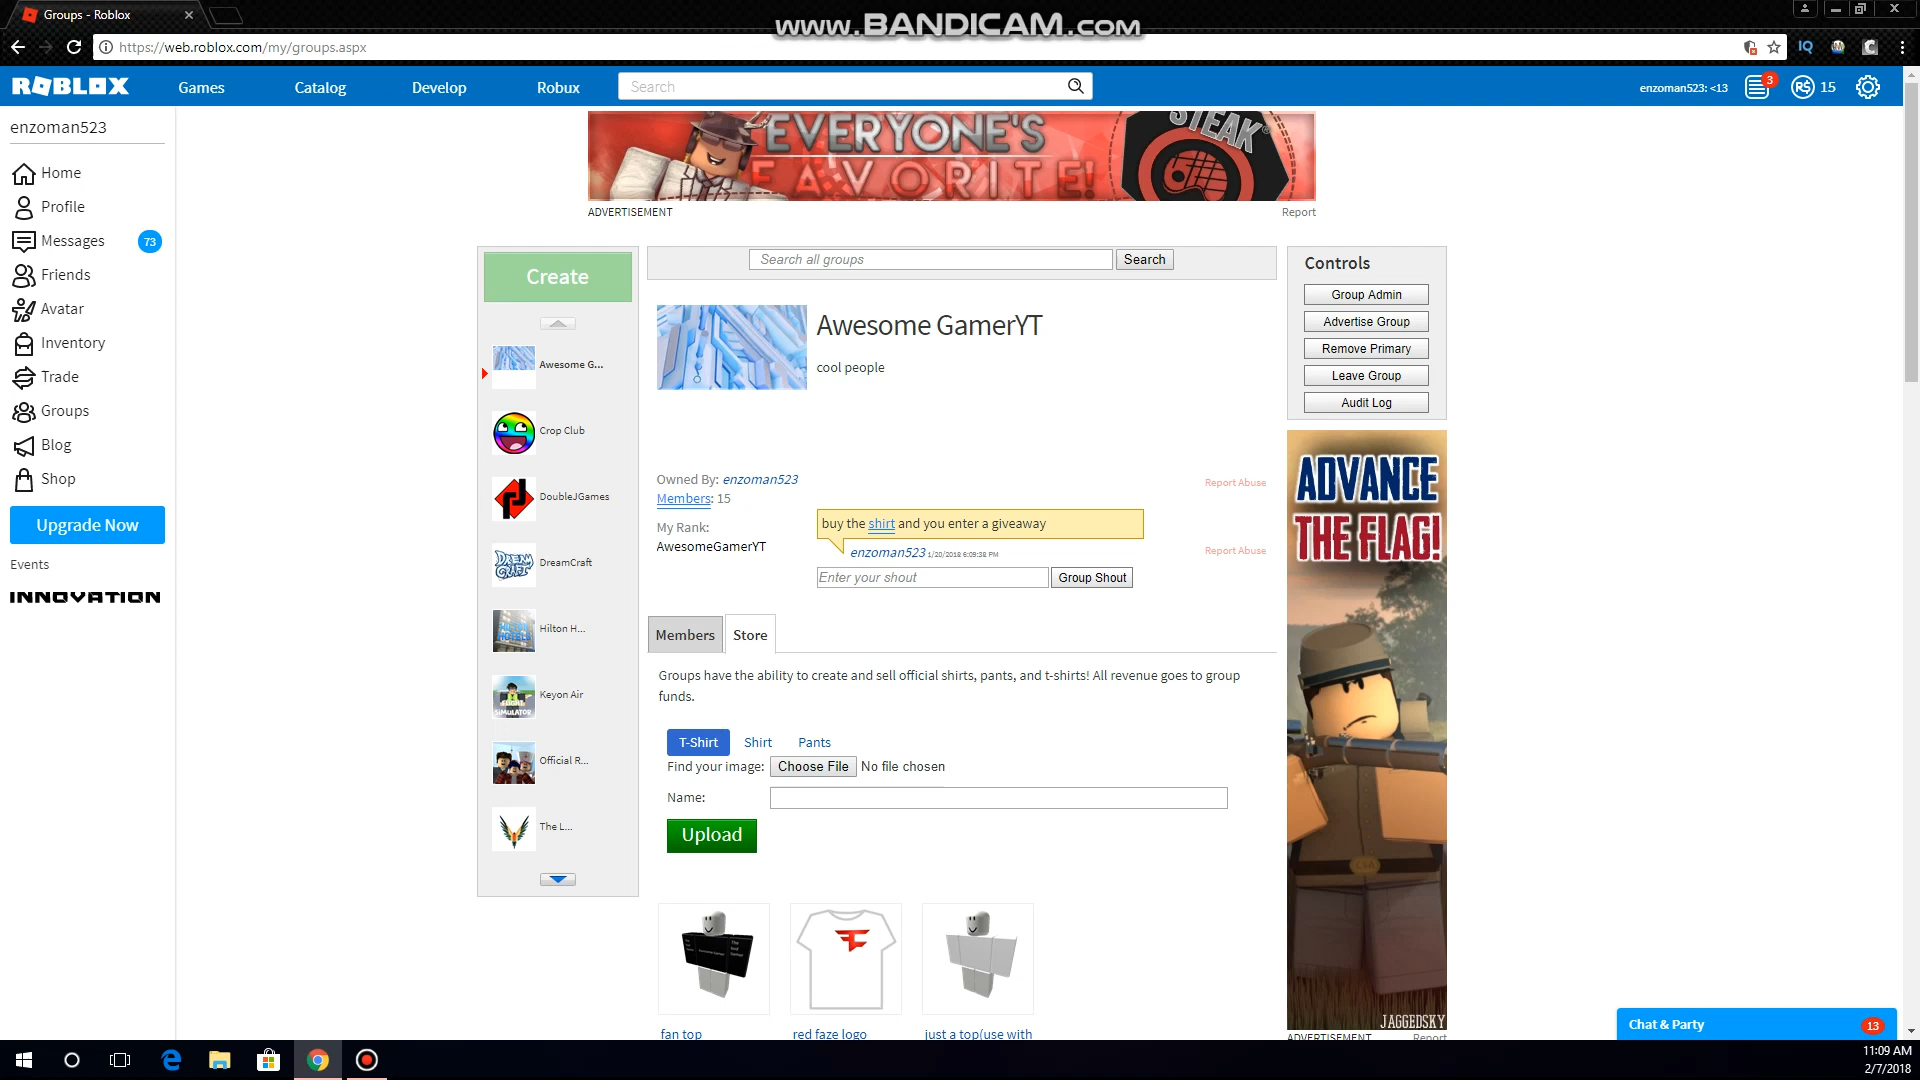 Groups - Roblox
www.BANDICAM.com
https://web.roblox.com/my/groups.aspx
IQ
ROBLOX
Games
Catalog
Develop
Robux
Search
enzoman523: <13
3
R$ 15
enzoman523
Home
Profile
Messages 73
Friends
Avatar
Inventory
Trade
Groups
Blog
Shop
Upgrade Now
Events
INNOVATION
EVERYONE'S
FAVORITE!
STEAK
ADVERTISEMENT
Report
Create
Awesome G...
Crop Club
DoubleJGames
DREAM
CRAFT
DreamCraft
HILTON
HOTELS
Hilton H...
FLIGHT
SIMULATOR
Keyon Air
Official R...
The L...
Search all groups
Search
Awesome GamerYT
cool people
Owned By: enzoman523
Members: 15
My Rank:
AwesomeGamerYT
Report Abuse
buy the shirt and you enter a giveaway
enzoman523 1/20/2018 6:09:38 PM
Report Abuse
Enter your shout
Group Shout
Members
Store
Groups have the ability to create and sell official shirts, pants, and t-shirts! All revenue goes to group
funds.
T-Shirt
Shirt
Pants
Find your image: Choose File No file chosen
Name:
Upload
fan top
red faze logo
just a top(use with
Controls
Group Admin
Advertise Group
Remove Primary
Leave Group
Audit Log
ADVANCE
THE FLAG!
JAGGEDSKY
ADVERTISEMENT
Report
Chat & Party
13
11:09 AM
2/7/2018